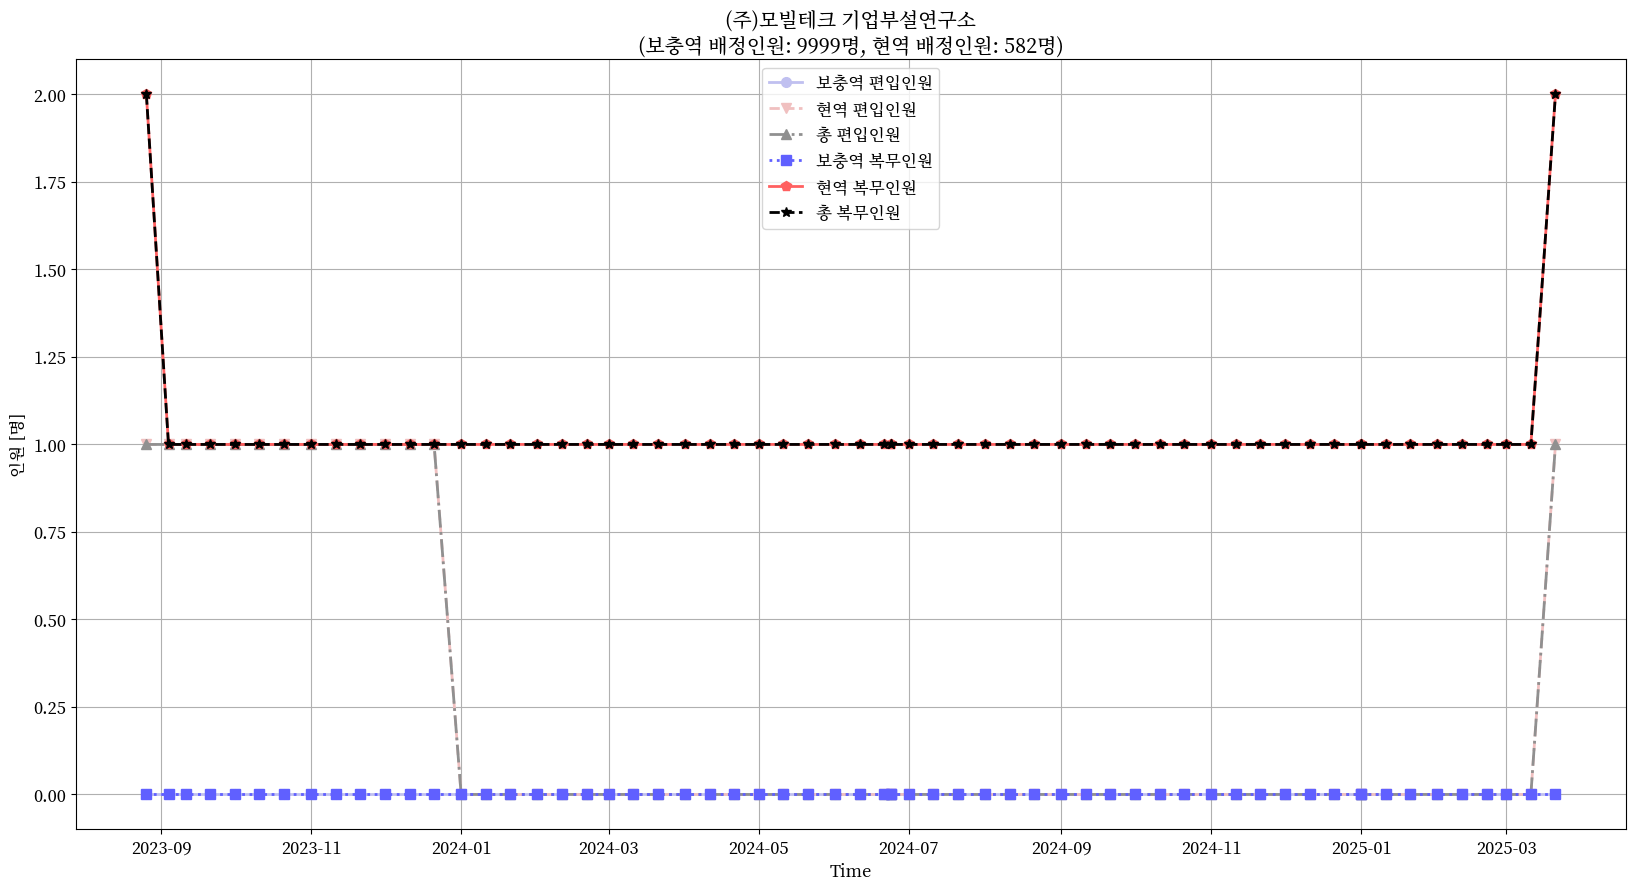 (주)모빌테크 기업부설연구소
(보충역 배정인원: 9999명, 현역 배정인원: 582명)
보충역 편입인원
현역 편입인원
총 편입인원
보충역 복무인원
현역 복무인원
총 복무인원
2.00
1.75
1.50
1.25
1.00
0.75
0.50
0.25
0.00
인원 [명]
2023-09 2023-11 2024-01 2024-03 2024-05 2024-07 2024-09 2024-11 2025-01 2025-03
Time